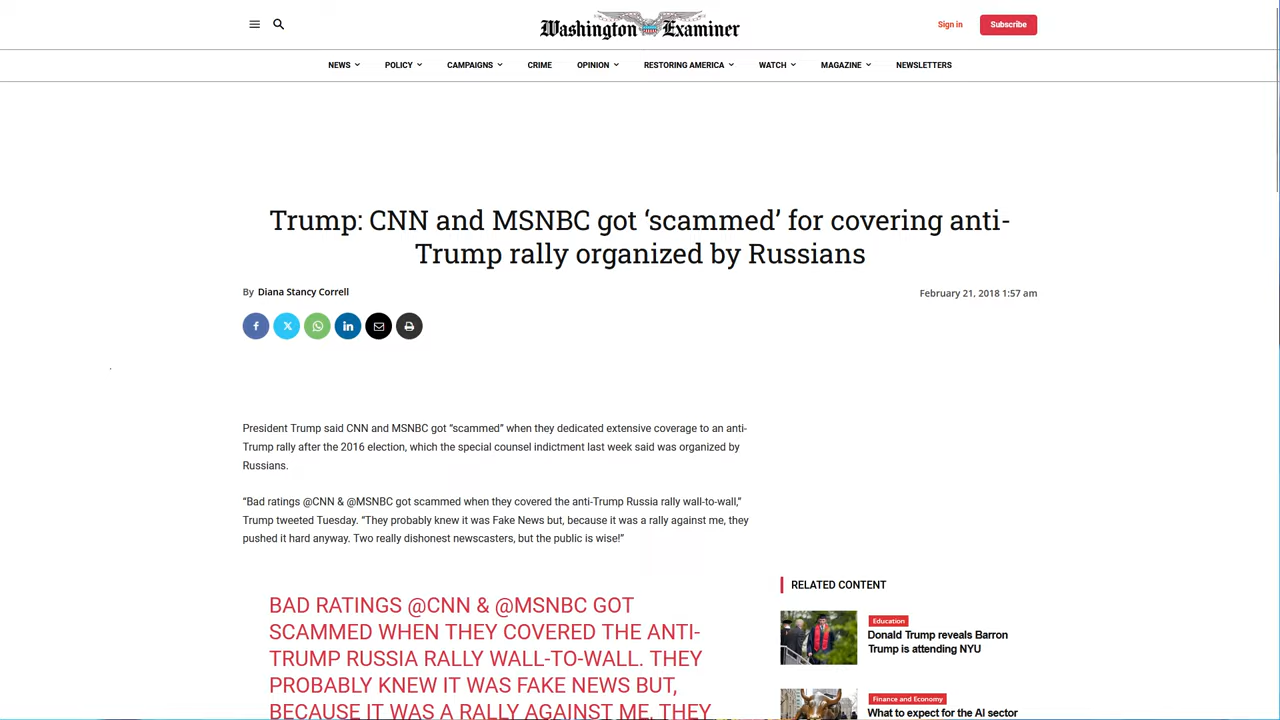 Washington Examiner
Sign in
Subscribe
NEWS
POLICY
CAMPAIGNS
CRIME
OPINION
RESTORING AMERICA
WATCH
MAGAZINE
NEWSLETTERS
Trump: CNN and MSNBC got ‘scammed’ for covering anti-
Trump rally organized by Russians
By Diana Stancy Correll
February 21, 2018 1:57 am
President Trump said CNN and MSNBC got “scammed” when they dedicated extensive coverage to an anti-
Trump rally after the 2016 election, which the special counsel indictment last week said was organized by
Russians.
“Bad ratings @CNN & @MSNBC got scammed when they covered the anti-Trump Russia rally wall-to-wall,”
Trump tweeted Tuesday. “They probably knew it was Fake News but, because it was a rally against me, they
pushed it hard anyway. Two really dishonest newscasters, but the public is wise!”
BAD RATINGS @CNN & @MSNBC GOT
SCAMMED WHEN THEY COVERED THE ANTI-
TRUMP RUSSIA RALLY WALL-TO-WALL. THEY
PROBABLY KNEW IT WAS FAKE NEWS BUT,
BECAUSE IT WAS A RALLY AGAINST ME, THEY
RELATED CONTENT
Education
Donald Trump reveals Barron
Trump is attending NYU
Finance and Economy
What to expect for the AI sector